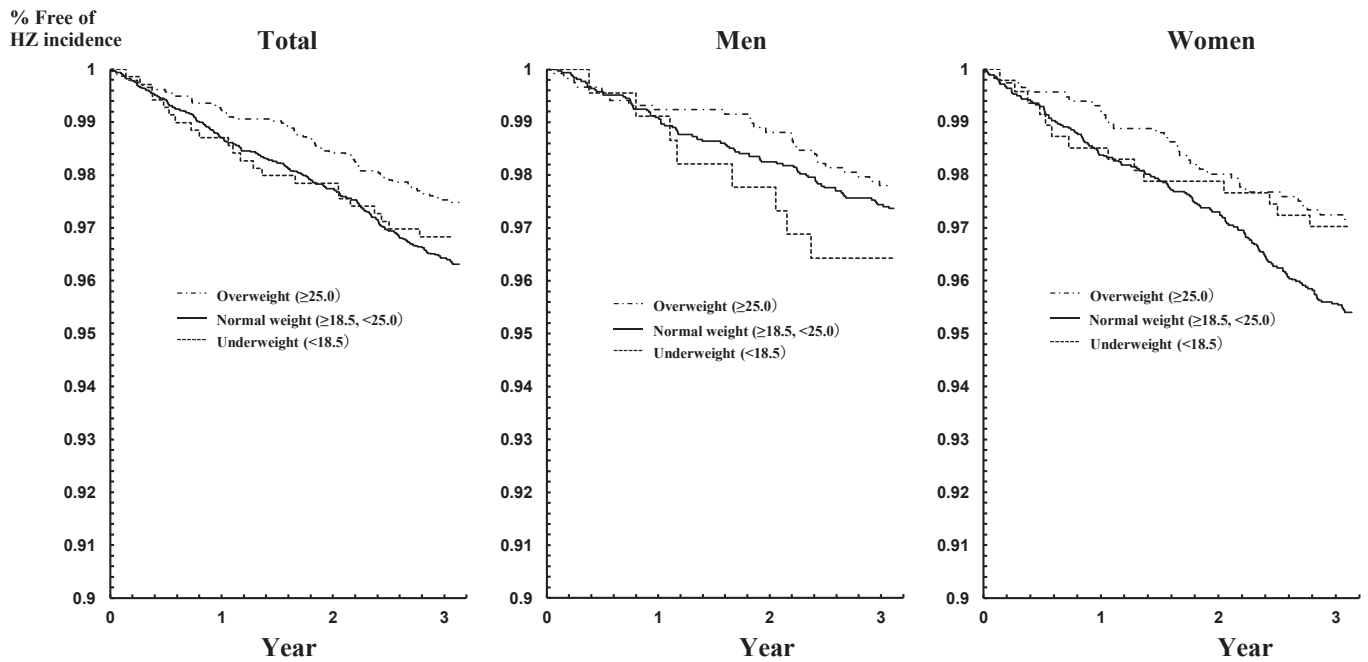 % Free of
HZ incidence
Total
1
0.99
0.98
0.97
0.96
0.95
0.94
0.93
0.92
0.91
0.9
0 1 2 3
Year
Overweight (≥25.0)
Normal weight (≥18.5, <25.0)
Underweight (<18.5)
Men
1
0.99
0.98
0.97
0.96
0.95
0.94
0.93
0.92
0.91
0.9
0 1 2 3
Year
Overweight (≥25.0)
Normal weight (≥18.5, <25.0)
Underweight (<18.5)
Women
1
0.99
0.98
0.97
0.96
0.95
0.94
0.93
0.92
0.91
0.9
0 1 2 3
Year
Overweight (≥25.0)
Normal weight (≥18.5, <25.0)
Underweight (<18.5)